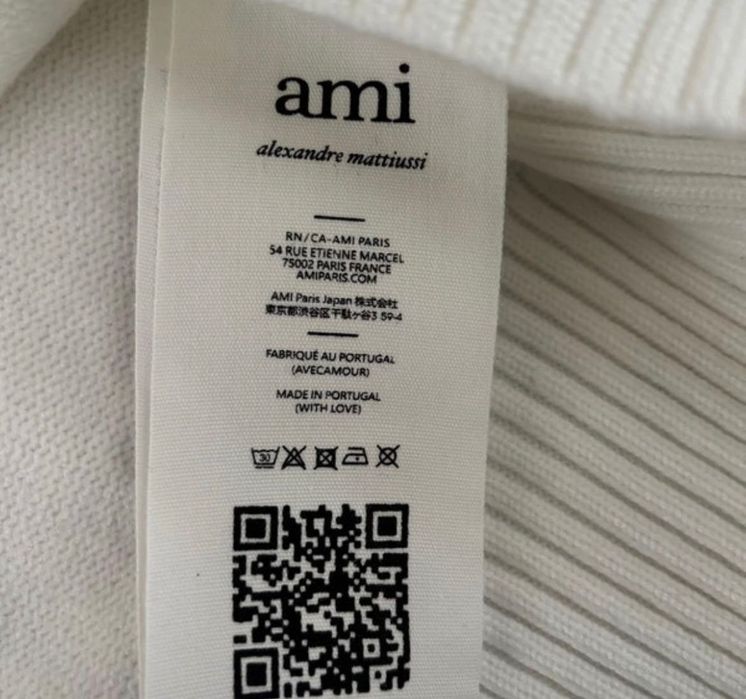 ami
alexandre mattiussi
RN/CA-AMI PARIS
54 RUE ETIENNE MARCEL
75002 PARIS FRANCE
AMIPARIS.COM
AMI Paris Japan 株式会社
東京都渋谷区千駄ヶ谷3 59-4
FABRIQUÉ AU PORTUGAL
(AVECAMOUR)
MADE IN PORTUGAL
(WITH LOVE)
30